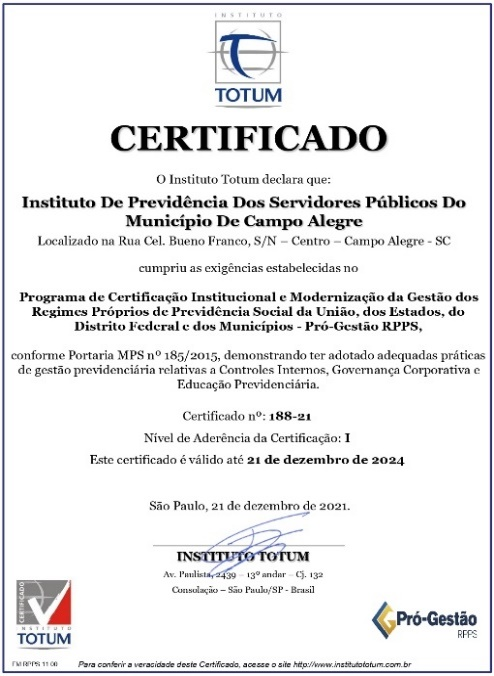 INSTITUTO
TOTUM
CERTIFICADO
O Instituto Totum declara que:
Instituto De Previdência Dos Servidores Públicos Do
Município De Campo Alegre
Localizado na Rua Cel. Bueno Franco, S/N – Centro – Campo Alegre - SC
cumpriu as exigências estabelecidas no
Programa de Certificação Institucional e Modernização da Gestão dos
Regimes Próprios de Previdência Social da União, dos Estados, do
Distrito Federal e dos Municípios - Pró-Gestão RPPS,
conforme Portaria MPS nº 185/2015, demonstrando ter adotado adequadas práticas
de gestão previdenciária relativas a Controles Internos, Governança Corporativa e
Educação Previdenciária.
Certificado nº: 188-21
Nível de Aderência da Certificação: I
Este certificado é válido até 21 de dezembro de 2024
São Paulo, 21 de dezembro de 2021.
INSTITUTO TOTUM
Av. Paulista, 2439 – 13º andar – Cj. 132
Consolação – São Paulo/SP - Brasil
CERTIFICADO
INSTITUTO
TOTUM
Pró-Gestão
RPPS
FM RPPS 11 06
Para conferir a veracidade deste Certificado, acesse o site http://www.institutototum.com.br